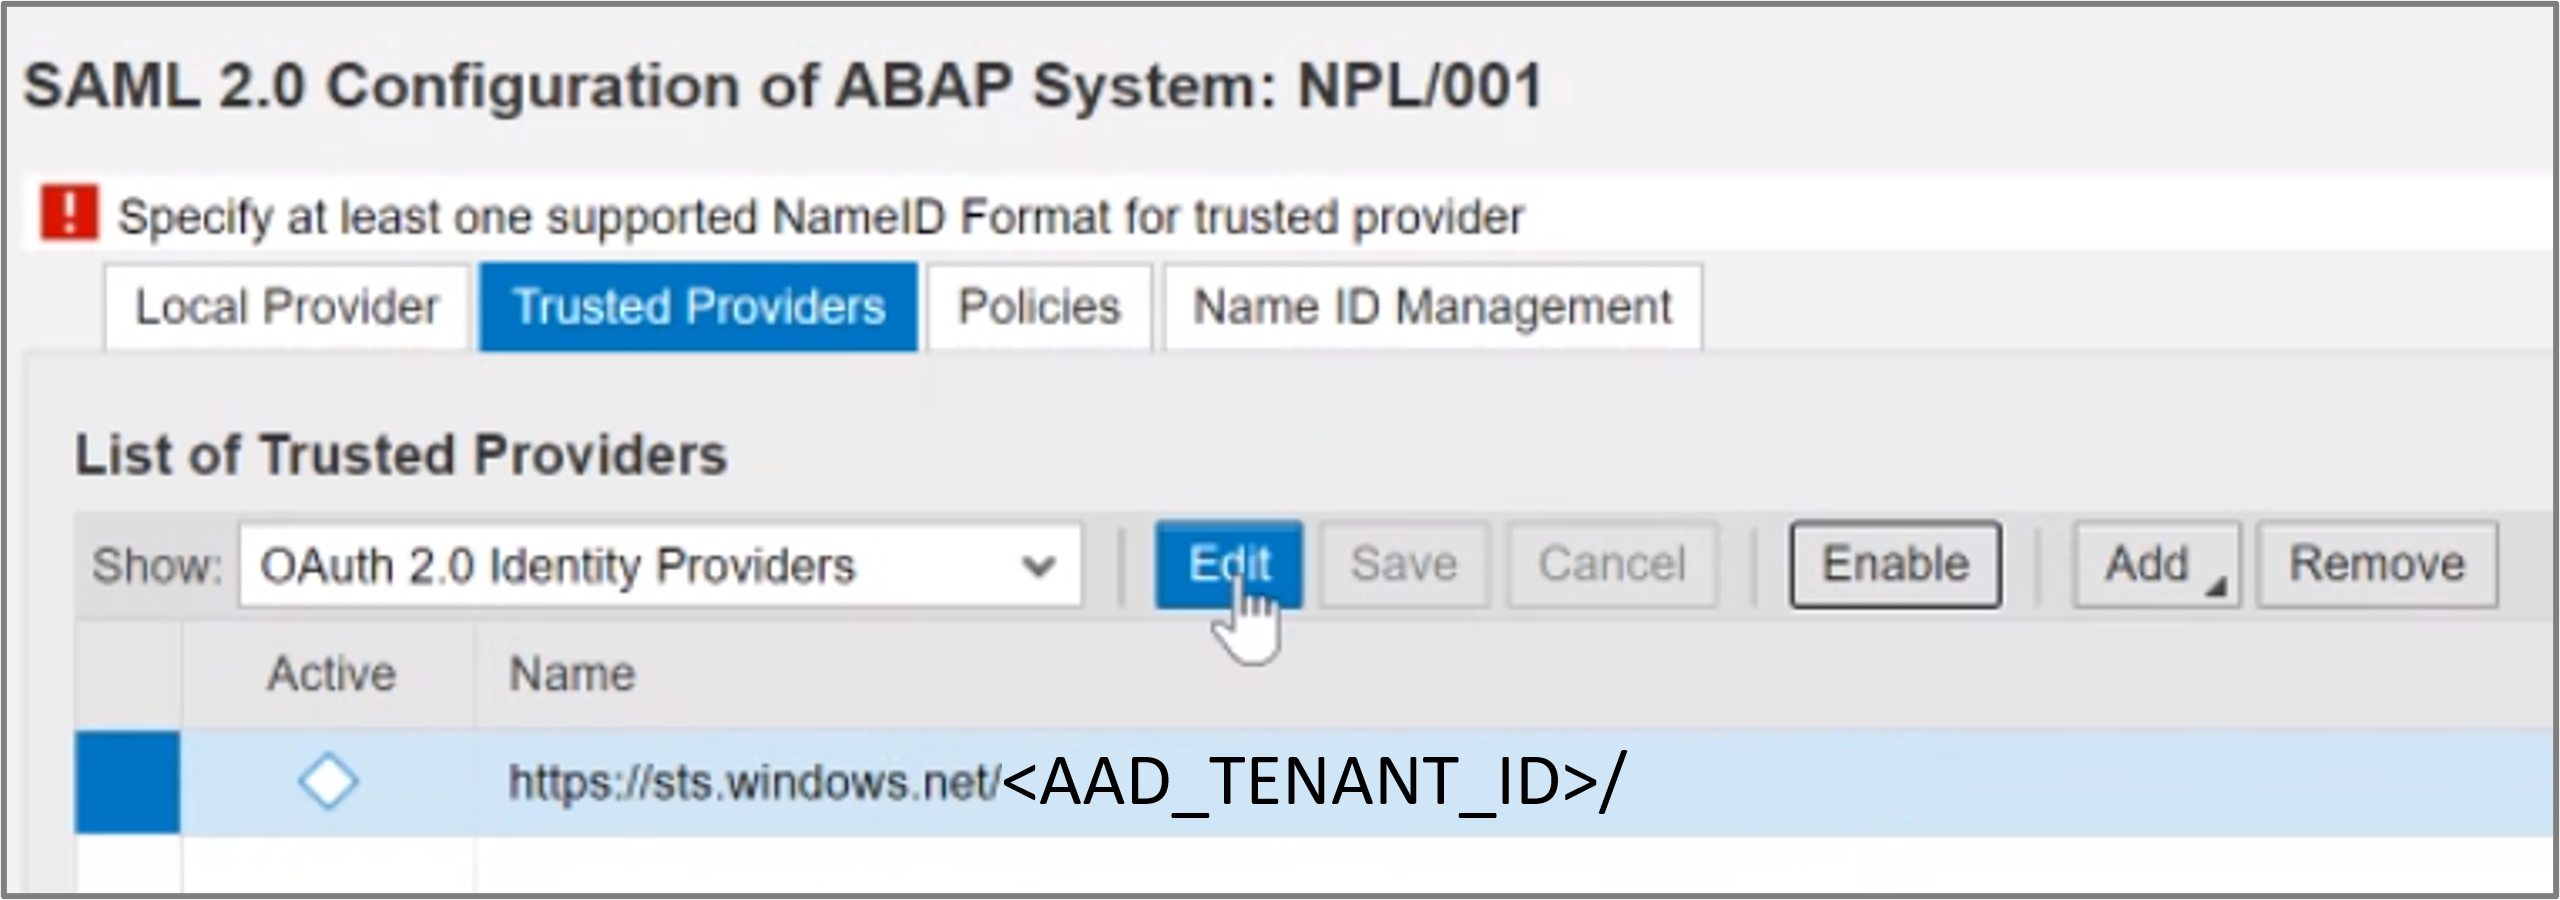 SAML 2.0 Configuration of ABAP System: NPL/001
! Specify at least one supported NameID Format for trusted provider
Local Provider Trusted Providers Policies Name ID Management
List of Trusted Providers
Show: OAuth 2.0 Identity Providers Edit Save Cancel Enable Add Remove
Active Name
https://sts.windows.net/<AAD_TENANT_ID>/